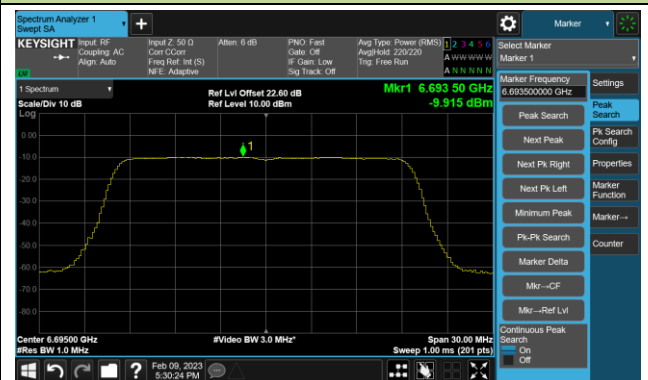 Spectrum Analyzer 1
Swept SA
Marker
KEYSIGHT
Input: RF
Coupling: AC
Align: Auto
Input Z: 50 Ω
Corr CCorr
Freq Ref: Int (S)
NFE: Adaptive
Atten: 6 dB
PNO: Fast
Gate: Off
IF Gain: Low
Sig Track: Off
Avg Type: Power (RMS)
Avg|Hold: 220/220
Trig: Free Run
1 2 3 4 5 6
A W W W W W
A N N N N N
Select Marker
Marker 1
LV
1 Spectrum
Scale/Div 10 dB
Log
Ref Lvl Offset 22.60 dB
Ref Level 10.00 dBm
Mkr1 6.693 50 GHz
-9.915 dBm
0.00
-10.0
-20.0
-30.0
-40.0
-50.0
-60.0
-70.0
-80.0
1
Center 6.69500 GHz
#Res BW 1.0 MHz
#Video BW 3.0 MHz*
Span 30.00 MHz
Sweep 1.00 ms (201 pts)
Marker Frequency
6.693500000 GHz
Peak Search
Next Peak
Next Pk Right
Next Pk Left
Minimum Peak
Pk-Pk Search
Marker Delta
Mkr→CF
Mkr→Ref Lvl
Continuous Peak
Search
On
Off
Settings
Peak
Search
Pk Search
Config
Properties
Marker
Function
Marker→
Counter
?
Feb 09, 2023
5:30:24 PM